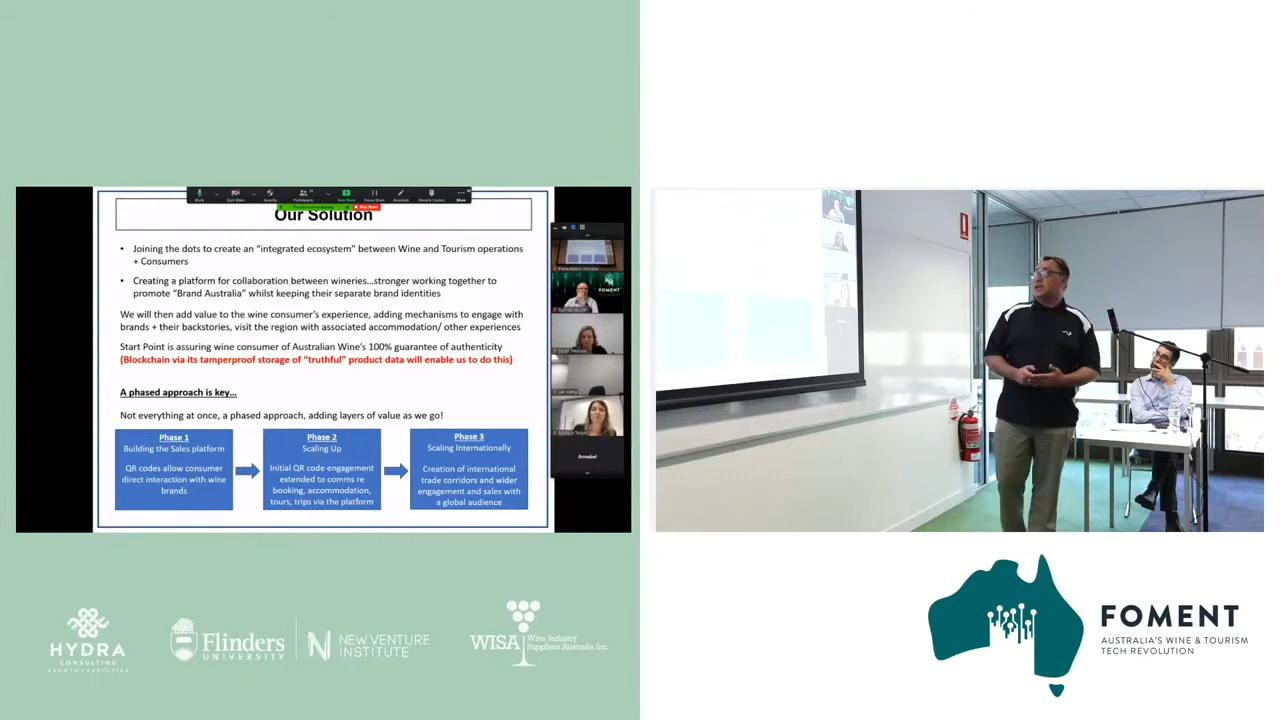 Our Solution
• Joining the dots to create an “integrated ecosystem” between Wine and Tourism operations
+ Consumers
• Creating a platform for collaboration between wineries...stronger working together to
promote “Brand Australia” whilst keeping their separate brand identities
We will then add value to the wine consumer’s experience, adding mechanisms to engage with
brands + their backstories, visit the region with associated accommodation/ other experiences
Start Point is assuring wine consumer of Australian Wine’s 100% guarantee of authenticity
(Blockchain via its tamperproof storage of “truthful” product data will enable us to do this)
A phased approach is key...
Not everything at once, a phased approach, adding layers of value as we go!
Phase 1
Building the Sales platform
QR codes allow consumer
direct interaction with wine
brands
Phase 2
Scaling Up
Initial QR code engagement
extended to comms re
booking, accommodation,
tours, trips via the platform
Phase 3
Scaling Internationally
Creation of international
trade corridors and wider
engagement and sales with
a global audience
FOMENT
Annabel
HYDRA
CONSULTING
Flinders
UNIVERSITY
NEW VENTURE
INSTITUTE
WISA
Wine Industry
Suppliers Australia Inc.
FOMENT
AUSTRALIA'S WINE & TOURISM
TECH REVOLUTION